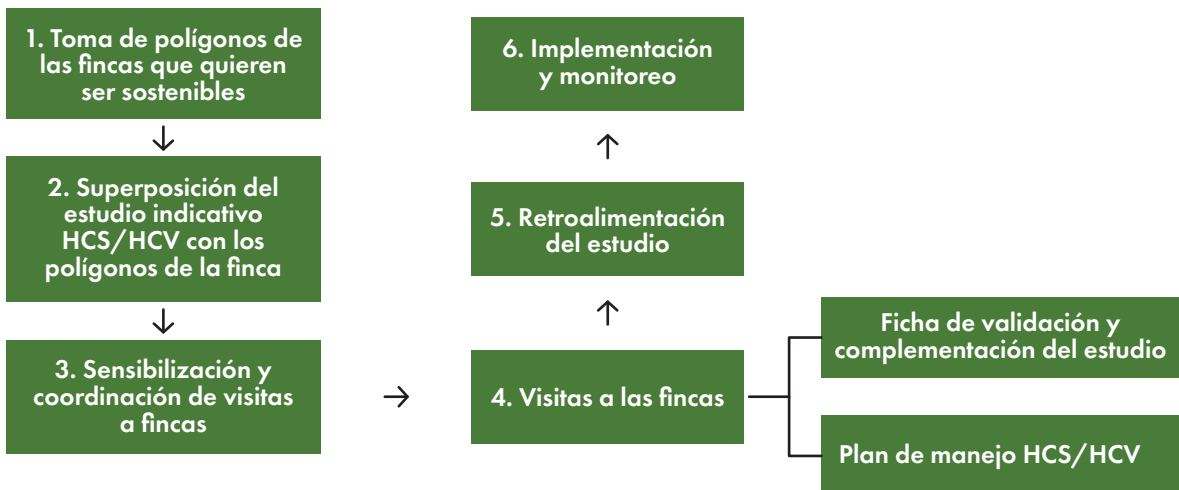 1. Toma de polígonos de
las fincas que quieren
ser sostenibles
2. Superposición del
estudio indicativo
HCS/HCV con los
polígonos de la finca
3. Sensibilización y
coordinación de visitas
a fincas
4. Visitas a las fincas
Ficha de validación y
complementación del estudio
Plan de manejo HCS/HCV
5. Retroalimentación
del estudio
6. Implementación
y monitoreo